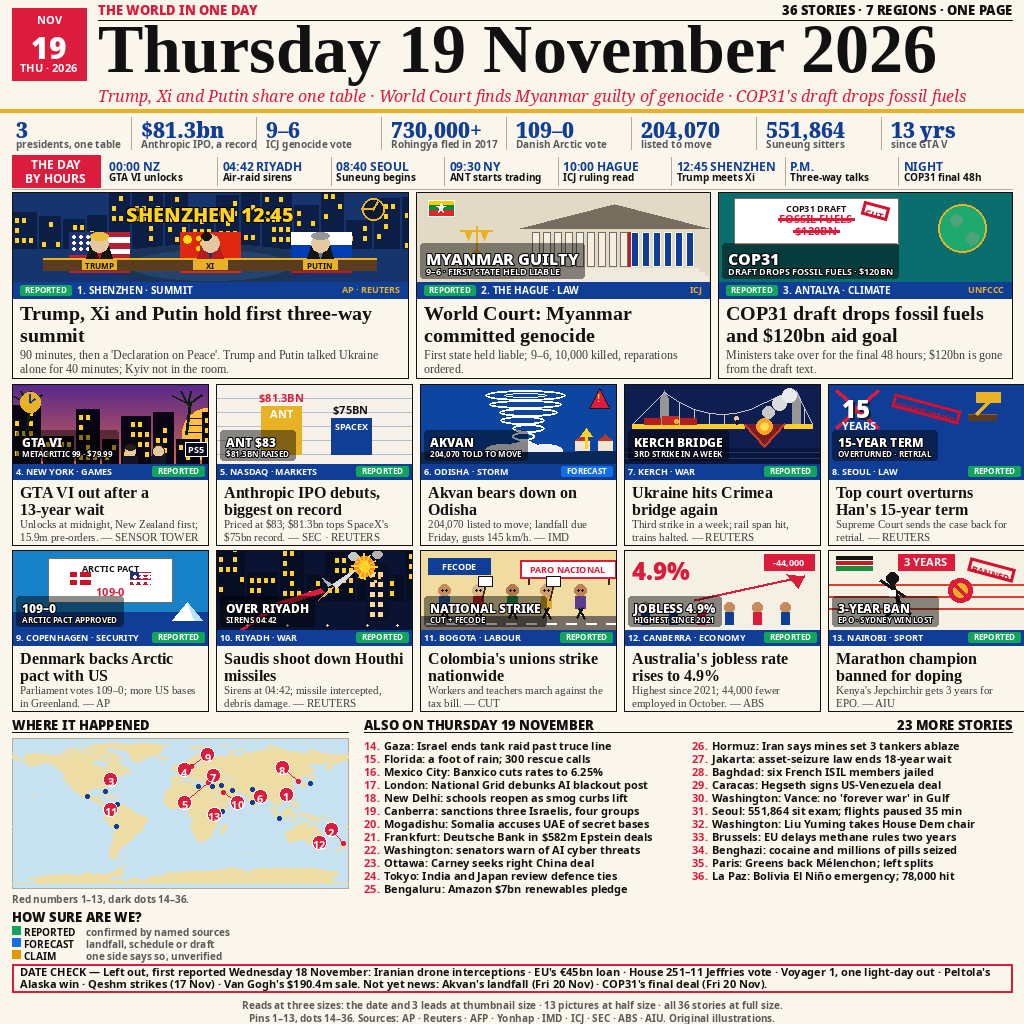 NOV
19
THU · 2026
THE WORLD IN ONE DAY
36 STORIES · 7 REGIONS · ONE PAGE
Thursday 19 November 2026
Trump, Xi and Putin share one table · World Court finds Myanmar guilty of genocide · COP31's draft drops fossil fuels
3
presidents, one table
$81.3bn
Anthropic IPO, a record
9–6
ICJ genocide vote
730,000+
Rohingya fled in 2017
109–0
Danish Arctic vote
204,070
listed to move
551,864
Suneung sitters
13 yrs
since GTA V
THE DAY
BY HOURS
00:00 NZ
GTA VI unlocks
04:42 RIYADH
Air-raid sirens
08:40 SEOUL
Suneung begins
09:30 NY
ANT starts trading
10:00 HAGUE
ICJ ruling read
12:45 SHENZHEN
Trump meets Xi
P.M.
Three-way talks
NIGHT
COP31 final 48h
SHENZHEN 12:45
TRUMP
XI
PUTIN
REPORTED 1. SHENZHEN · SUMMIT AP · REUTERS
Trump, Xi and Putin hold first three-way
summit
90 minutes, then a 'Declaration on Peace'. Trump and Putin talked Ukraine
alone for 40 minutes; Kyiv not in the room.
MYANMAR GUILTY
9–6 · FIRST STATE HELD LIABLE
REPORTED 2. THE HAGUE · LAW ICJ
World Court: Myanmar
committed genocide
First state held liable; 9–6, 10,000 killed, reparations
ordered.
COP31 DRAFT
FOSSIL FUELS
$120BN
CUT
COP31
DRAFT DROPS FOSSIL FUELS · $120BN
REPORTED 3. ANTALYA · CLIMATE UNFCCC
COP31 draft drops fossil fuels
and $120bn aid goal
Ministers take over for the final 48 hours; $120bn is gone
from the draft text.
GTA VI
METACRITIC 99 · $79.99
PS5
4. NEW YORK · GAMES REPORTED
GTA VI out after a
13-year wait
Unlocks at midnight, New Zealand first;
15.9m pre-orders. — SENSOR TOWER
$81.3BN
ANT
$75BN
SPACEX
ANT $83
$81.3BN RAISED
5. NASDAQ · MARKETS REPORTED
Anthropic IPO debuts,
biggest on record
Priced at $83; $81.3bn tops SpaceX's
$75bn record. — SEC · REUTERS
AKVAN
204,070 TOLD TO MOVE
6. ODISHA · STORM FORECAST
Akvan bears down on
Odisha
204,070 listed to move; landfall due
Friday, gusts 145 km/h. — IMD
KERCH BRIDGE
3RD STRIKE IN A WEEK
7. KERCH · WAR REPORTED
Ukraine hits Crimea
bridge again
Third strike in a week; rail span hit,
trains halted. — REUTERS
15
YEARS
15-YEAR TERM
OVERTURNED · RETRIAL
8. SEOUL · LAW REPORTED
Top court overturns
Han's 15-year term
Supreme Court sends the case back for
retrial. — REUTERS
ARCTIC PACT
109-0
109–0
ARCTIC PACT APPROVED
9. COPENHAGEN · SECURITY REPORTED
Denmark backs Arctic
pact with US
Parliament votes 109–0; more US bases
in Greenland. — AP
OVER RIYADH
SIRENS 04:42
10. RIYADH · WAR REPORTED
Saudis shoot down Houthi
missiles
Sirens at 04:42; missile intercepted,
debris damage. — REUTERS
FECODE
PARO NACIONAL
NATIONAL STRIKE
CUT + FECODE
11. BOGOTA · LABOUR REPORTED
Colombia's unions strike
nationwide
Workers and teachers march against the
tax bill. — CUT
4.9%
-44,000
JOBLESS 4.9%
HIGHEST SINCE 2021
12. CANBERRA · ECONOMY REPORTED
Australia's jobless rate
rises to 4.9%
Highest since 2021; 44,000 fewer
employed in October. — ABS
3 YEARS
BANNED
3-YEAR BAN
EPO · SYDNEY WIN LOST
13. NAIROBI · SPORT REPORTED
Marathon champion
banned for doping
Kenya's Jepchirchir gets 3 years for
EPO. — AIU
WHERE IT HAPPENED
9
4
7
8
3
5
10
6
1
11
13
2
12
Red numbers 1–13, dark dots 14–36.
HOW SURE ARE WE?
REPORTED confirmed by named sources
FORECAST landfall, schedule or draft
CLAIM one side says so, unverified
ALSO ON THURSDAY 19 NOVEMBER
23 MORE STORIES
14. Gaza: Israel ends tank raid past truce line
15. Florida: a foot of rain; 300 rescue calls
16. Mexico City: Banxico cuts rates to 6.25%
17. London: National Grid debunks AI blackout post
18. New Delhi: schools reopen as smog curbs lift
19. Canberra: sanctions three Israelis, four groups
20. Mogadishu: Somalia accuses UAE of secret bases
21. Frankfurt: Deutsche Bank in $582m Epstein deals
22. Washington: senators warn of AI cyber threats
23. Ottawa: Carney seeks right China deal
24. Tokyo: India and Japan review defence ties
25. Bengaluru: Amazon $7bn renewables pledge
26. Hormuz: Iran says mines set 3 tankers ablaze
27. Jakarta: asset-seizure law ends 18-year wait
28. Baghdad: six French ISIL members jailed
29. Caracas: Hegseth signs US-Venezuela deal
30. Washington: Vance: no 'forever war' in Gulf
31. Seoul: 551,864 sit exam; flights paused 35 min
32. Washington: Liu Yuming takes House Dem chair
33. Brussels: EU delays methane rules two years
34. Benghazi: cocaine and millions of pills seized
35. Paris: Greens back Mélenchon; left splits
36. La Paz: Bolivia El Niño emergency; 78,000 hit
DATE CHECK — Left out, first reported Wednesday 18 November: Iranian drone interceptions · EU's €45bn loan · House 251–11 Jeffries vote · Voyager 1, one light-day out · Peltola's
Alaska win · Qeshm strikes (17 Nov) · Van Gogh's $190.4m sale. Not yet news: Akvan's landfall (Fri 20 Nov) · COP31's final deal (Fri 20 Nov).
Reads at three sizes: the date and 3 leads at thumbnail size · 13 pictures at half size · all 36 stories at full size.
Pins 1–13, dots 14–36. Sources: AP · Reuters · AFP · Yonhap · IMD · ICJ · SEC · ABS · AIU. Original illustrations.